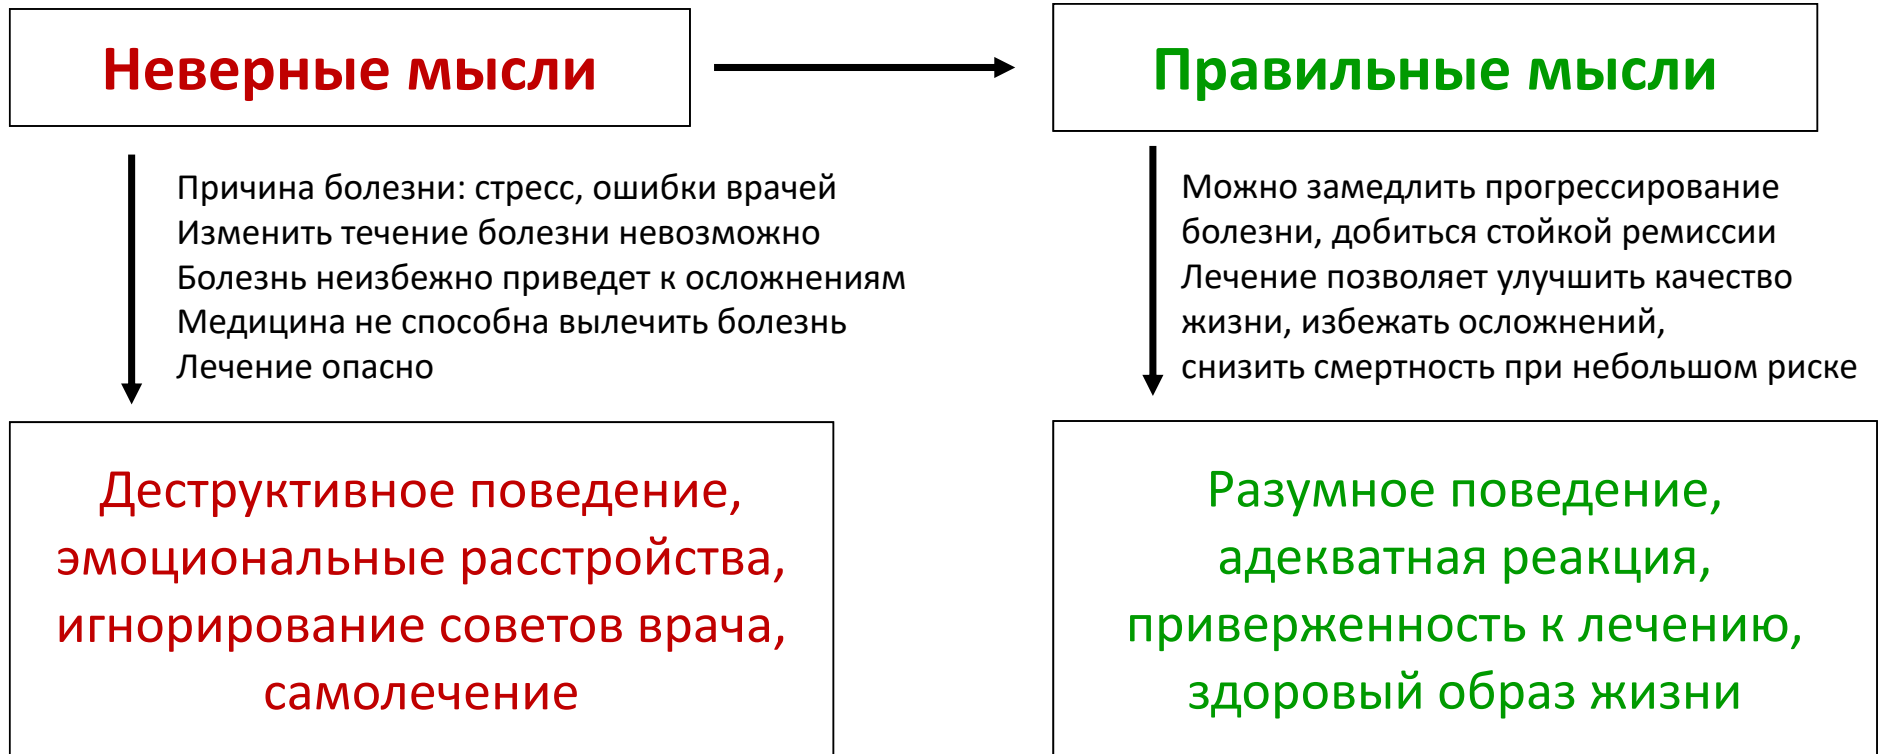 Неверные мысли
Причина болезни: стресс, ошибки врачей
Изменить течение болезни невозможно
Болезнь неизбежно приведет к осложнениям
Медицина не способна вылечить болезнь
Лечение опасно
Деструктивное поведение,
эмоциональные расстройства,
игнорирование советов врача,
самолечение
Правильные мысли
Можно замедлить прогрессирование
болезни, добиться стойкой ремиссии
Лечение позволяет улучшить качество
жизни, избежать осложнений,
снизить смертность при небольшом риске
Разумное поведение,
адекватная реакция,
приверженность к лечению,
здоровый образ жизни